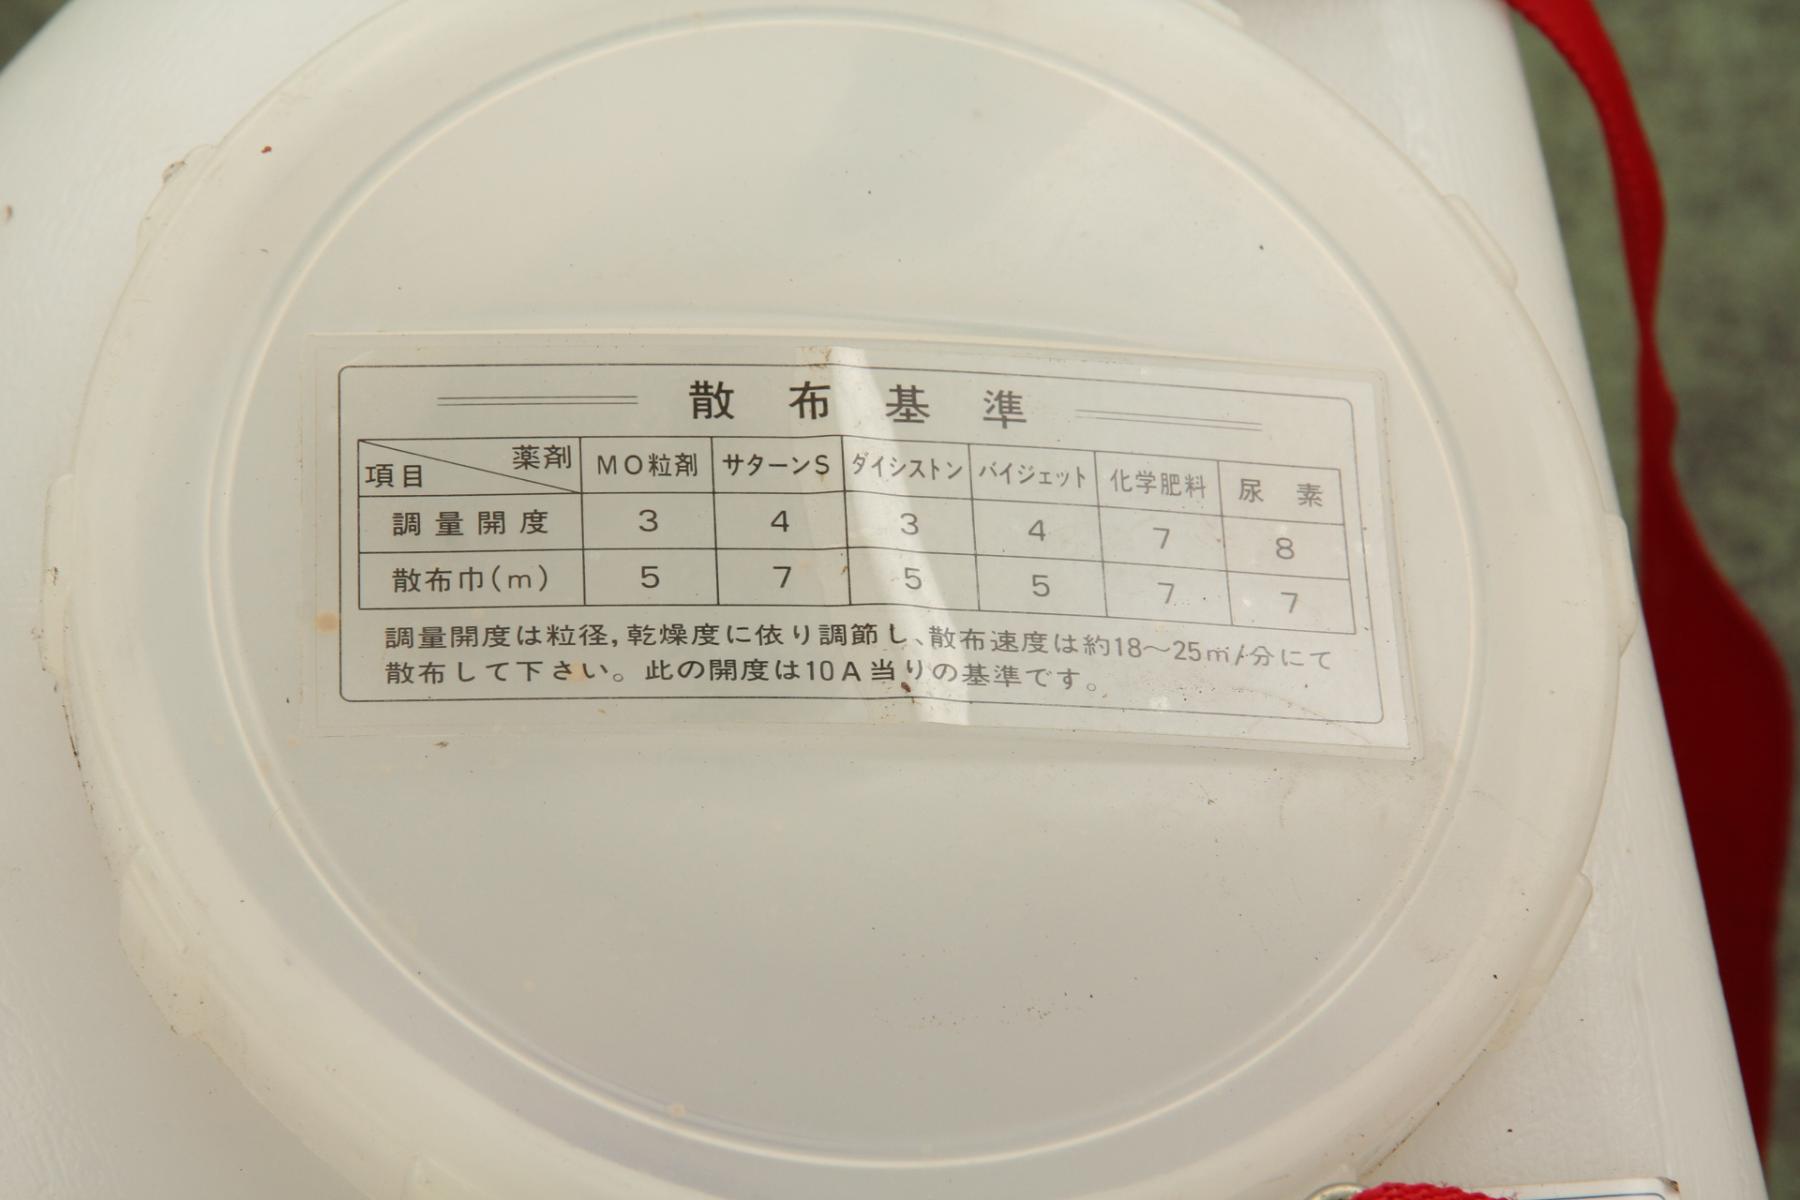 散布基準
項目 薬剤 MO粒剤 サターンS ダイシストン バイジェット 化学肥料 尿素
調量開度 3 4 3 4 7 8
散布巾(m) 5 7 5 5 7 7
調量開度は粒径,乾燥度に依り調節し、散布速度は約18～25㎡/分にて
散布して下さい。此の開度は10A当りの基準です。